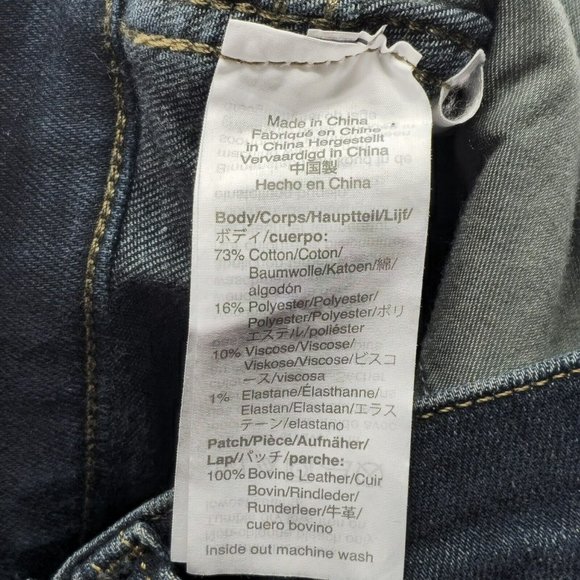 Made in China
Fabriqué en Chine
in China Hergestellt
Vervaardigd in China
中国製
Hecho en China
Body/Corps/Hauptteil/Lijf/
ボディ/cuerpo:
73% Cotton/Coton/
Baumwolle/Katoen/綿/
algodón
16% Polyester/Polyester/
Polyester/Polyester/ポリ
エステル/poliéster
10% Viscose/Viscose/
Viskose/Viscose/ビスコ
ース/viscosa
1% Elastane/Élasthanne/
Elastan/Elastaan/エラス
テーン/elastano
Patch/Pièce/Aufnäher/
Lap/パッチ/parche:
100% Bovine Leather/Cuir
Bovin/Rindleder/
Runderleer/牛革/
cuero bovino
Inside out machine wash